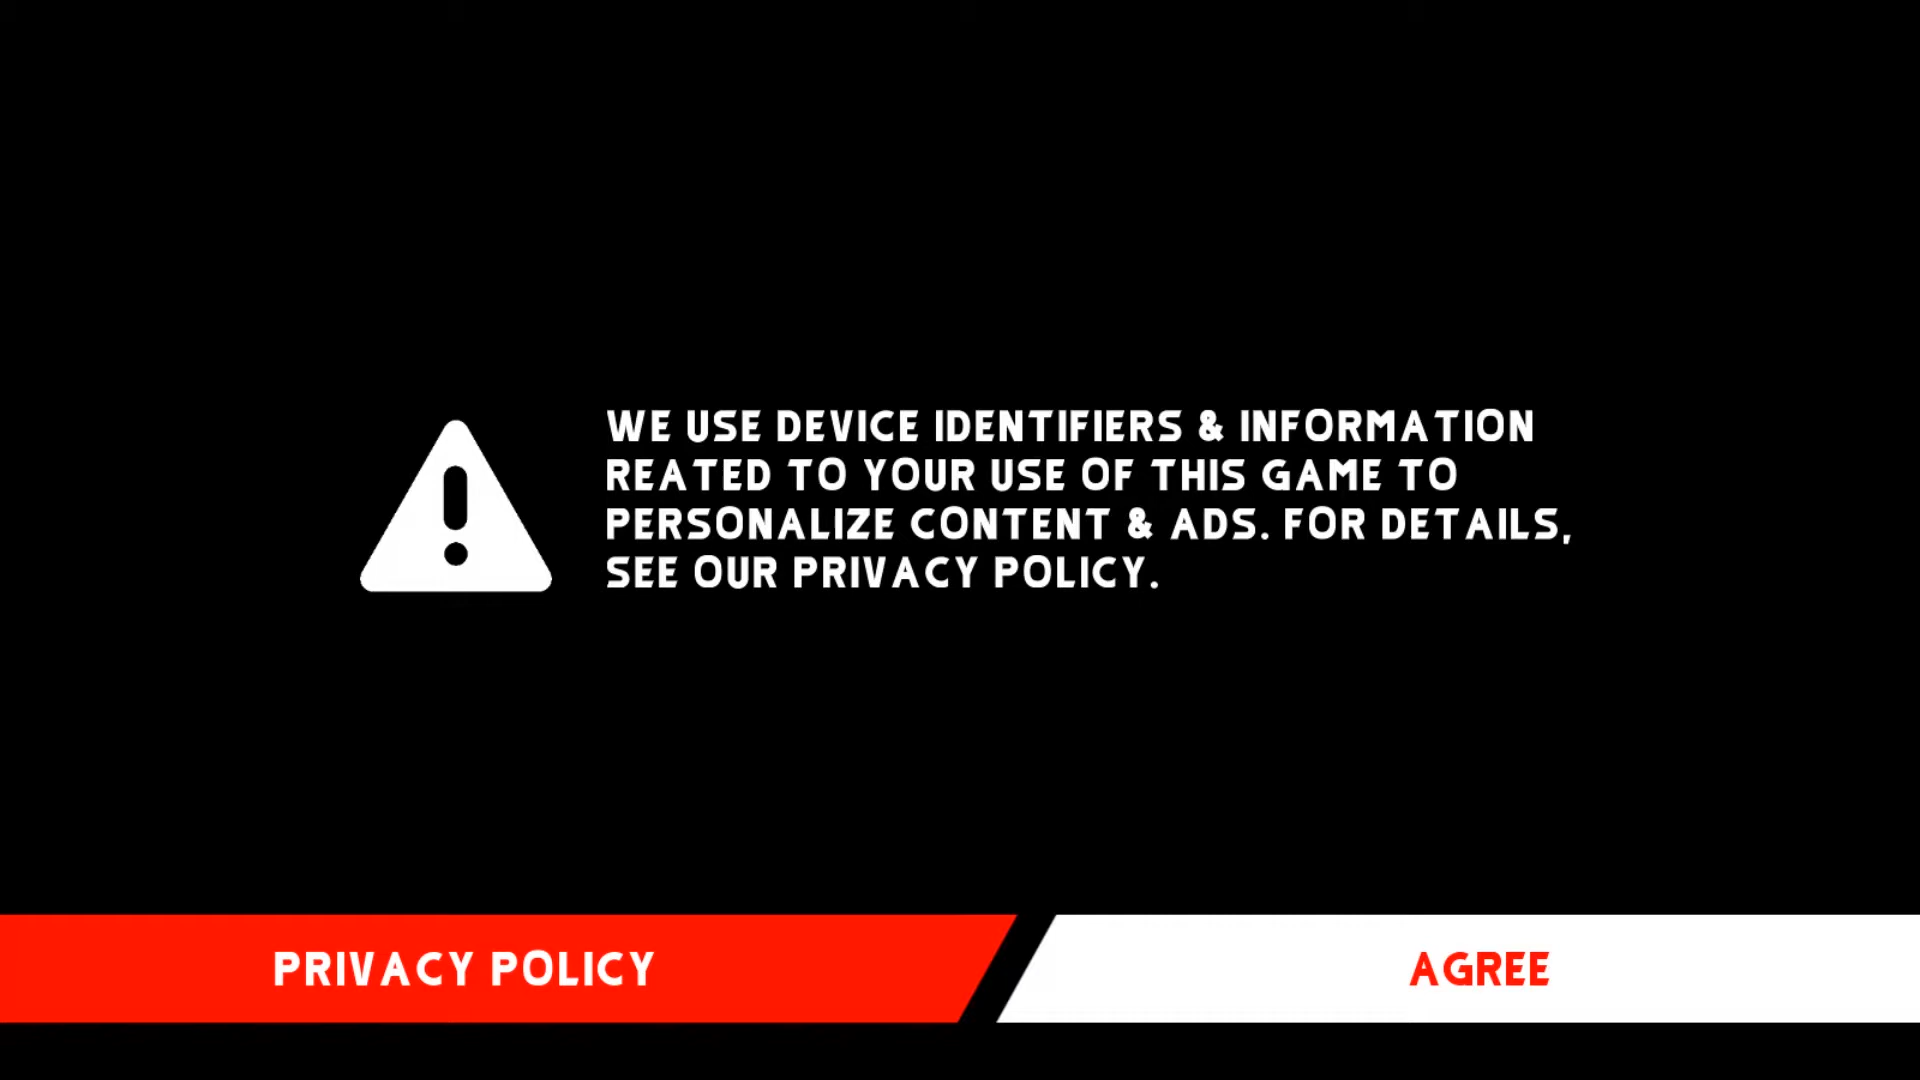 WE USE DEVICE IDENTIFIERS & INFORMATION
REATED TO YOUR USE OF THIS GAME TO
PERSONALIZE CONTENT & ADS. FOR DETAILS,
SEE OUR PRIVACY POLICY.
PRIVACY POLICY
AGREE